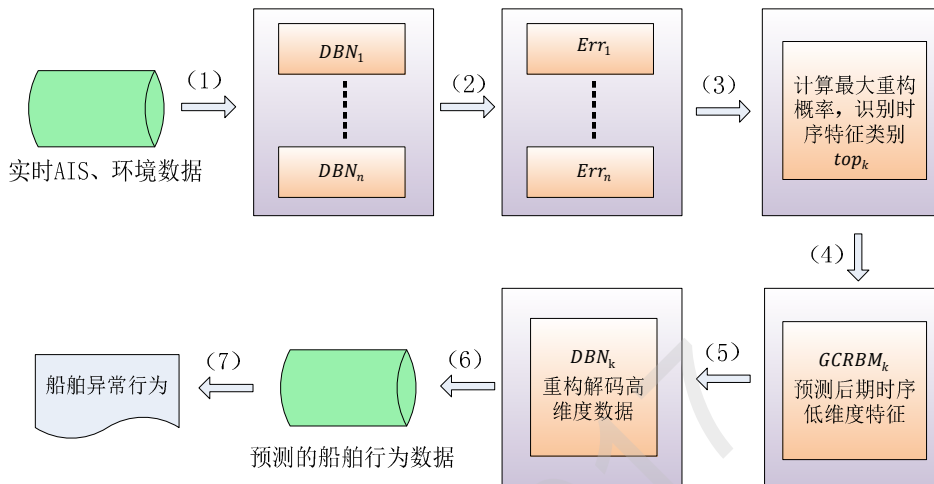 (1)
(2)
(3)
实时AIS、环境数据
DBN₁
DBNₙ
Err₁
Errₙ
计算最大重构
概率，识别时
序特征类别
topₖ
(4)
GCRBMₖ
预测后期时序
低维度特征
(5)
DBNₖ
重构解码高
维度数据
(6)
预测的船舶行为数据
(7)
船舶异常行为